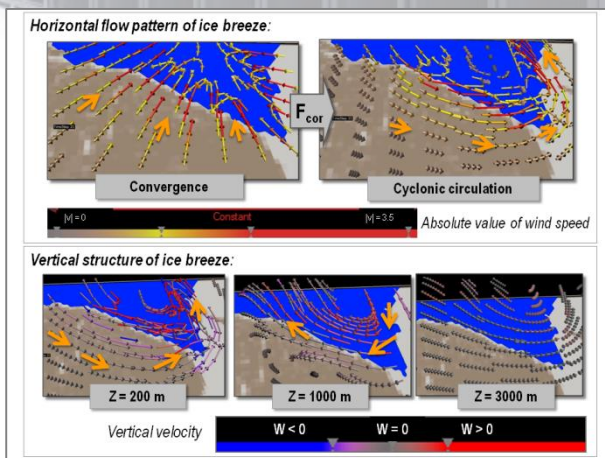 Horizontal flow pattern of ice breeze:
F cor
Convergence
Cyclonic circulation
|v| = 0
Constant
|v| = 3.5
Absolute value of wind speed
Vertical structure of ice breeze:
Z = 200 m
Z = 1000 m
Z = 3000 m
Vertical velocity
W < 0
W = 0
W > 0